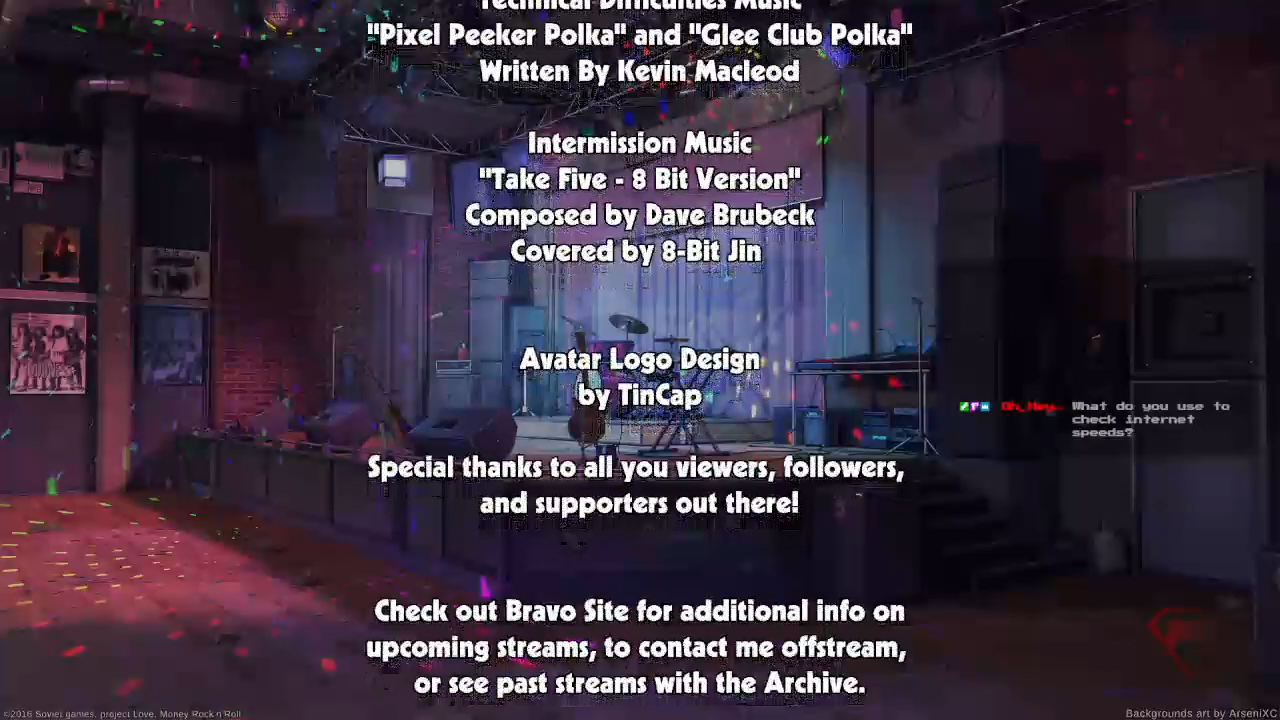 Technical Difficulties Music
"Pixel Peeker Polka" and "Glee Club Polka"
Written By Kevin Macleod
Intermission Music
"Take Five - 8 Bit Version"
Composed by Dave Brubeck
Covered by 8-Bit Jin
Avatar Logo Design
by TinCap
What do you use to
check internet
speeds?
Special thanks to all you viewers, followers,
and supporters out there!
Check out Bravo Site for additional info on
upcoming streams, to contact me offstream,
or see past streams with the Archive.
©2016 Soviet games, project Love, Money Rock'n'Roll
Backgrounds art by ArseniXC